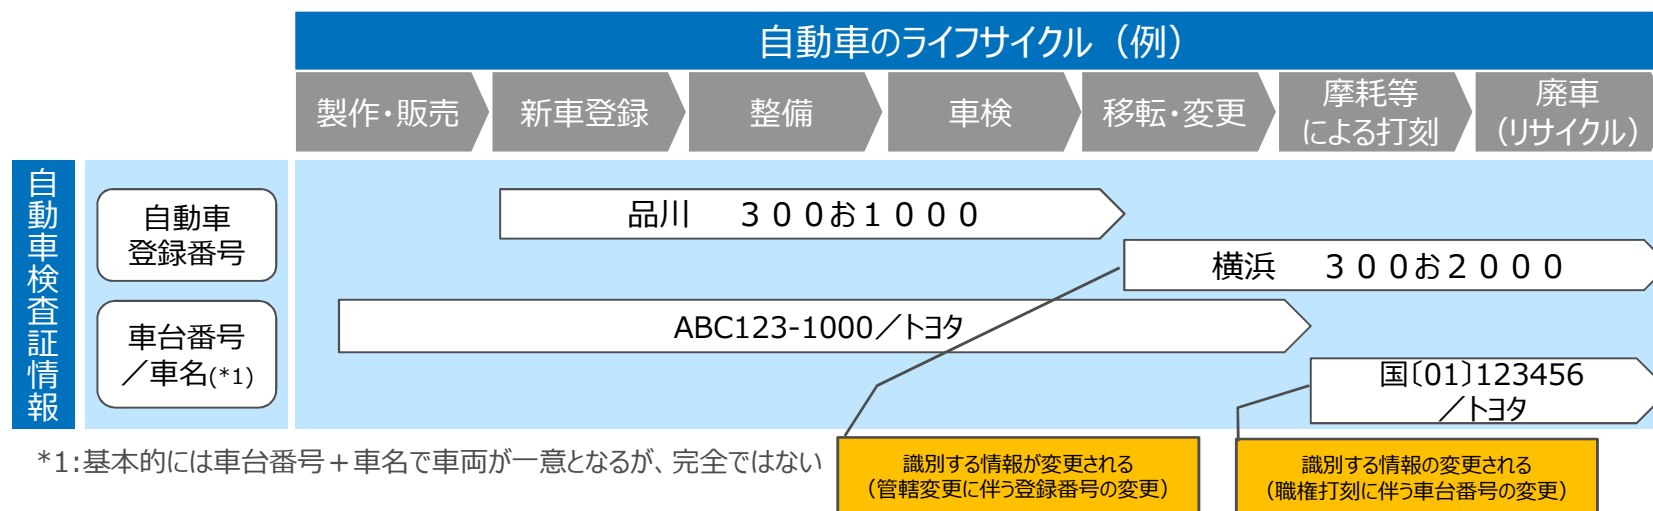 自動車のライフサイクル（例）
製作・販売
新車登録
整備
車検
移転・変更
摩耗等
による打刻
廃車
（リサイクル）
自動車検査証情報
自動車
登録番号
品川　３００お１０００
横浜　３００お２０００
車台番号
／車名(*1)
ABC123-1000／トヨタ
国〔01〕123456
／トヨタ
*1:基本的には車台番号＋車名で車両が一意となるが、完全ではない
識別する情報が変更される
（管轄変更に伴う登録番号の変更）
識別する情報の変更される
（職権打刻に伴う車台番号の変更）